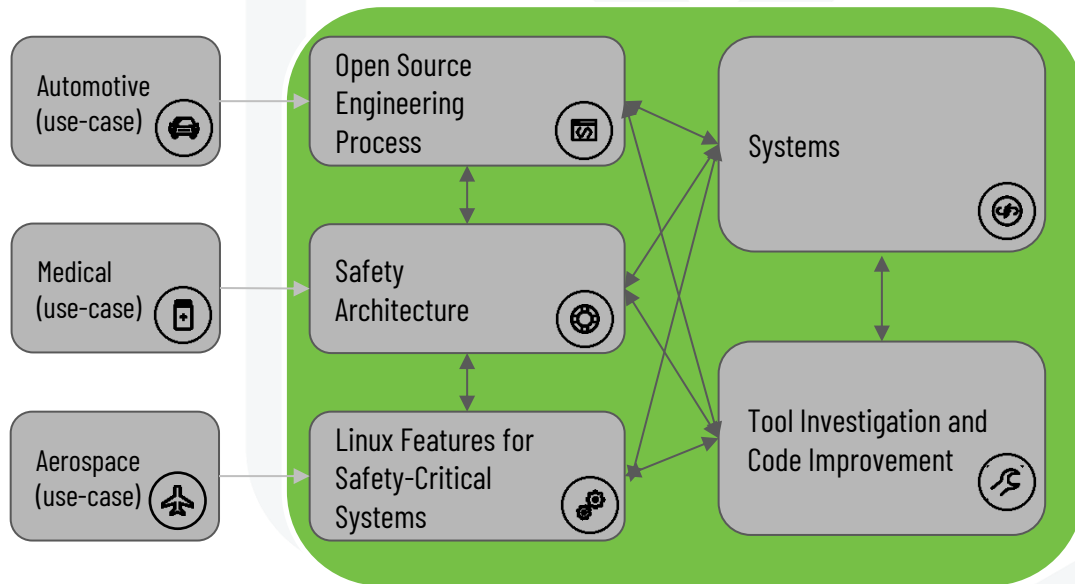 Automotive
(use-case)
Open Source
Engineering
Process
Systems
Medical
(use-case)
Safety
Architecture
Aerospace
(use-case)
Linux Features for
Safety-Critical
Systems
Tool Investigation and
Code Improvement